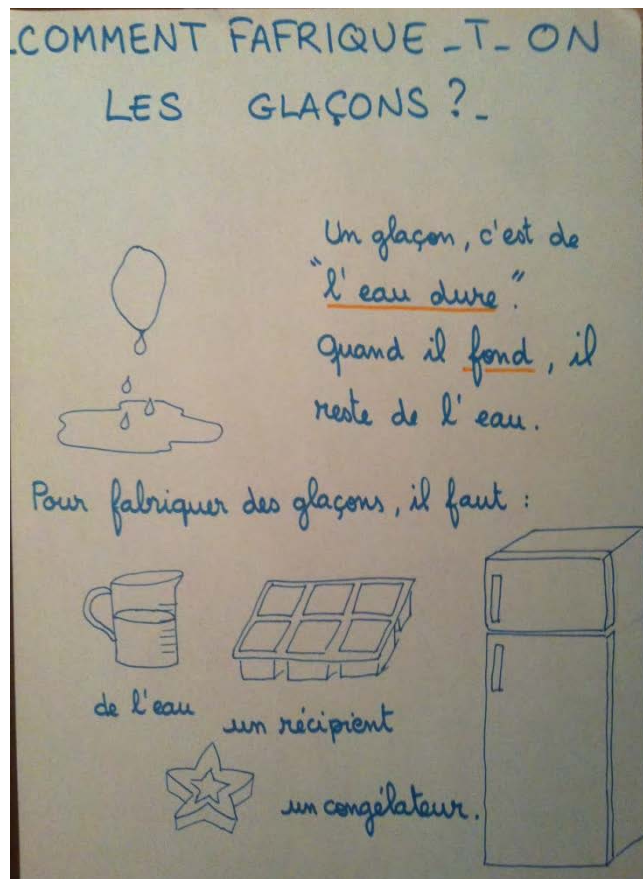 _COMMENT FAFRIQUE_T_ON
LES GLAÇONS ?_
Un glaçon, c'est de
"l'eau dure".
Quand il fond, il
reste de l'eau.
Pour fabriquer des glaçons, il faut :
de l'eau
un récipient
un congélateur.